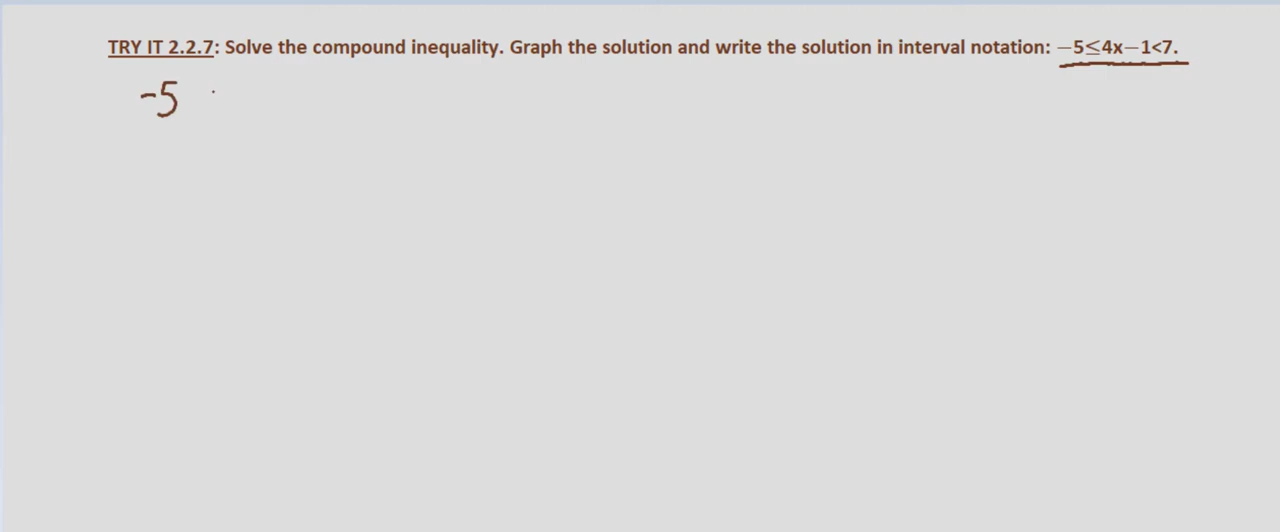 TRY IT 2.2.7: Solve the compound inequality. Graph the solution and write the solution in interval notation: −5≤4x−1<7.
-5